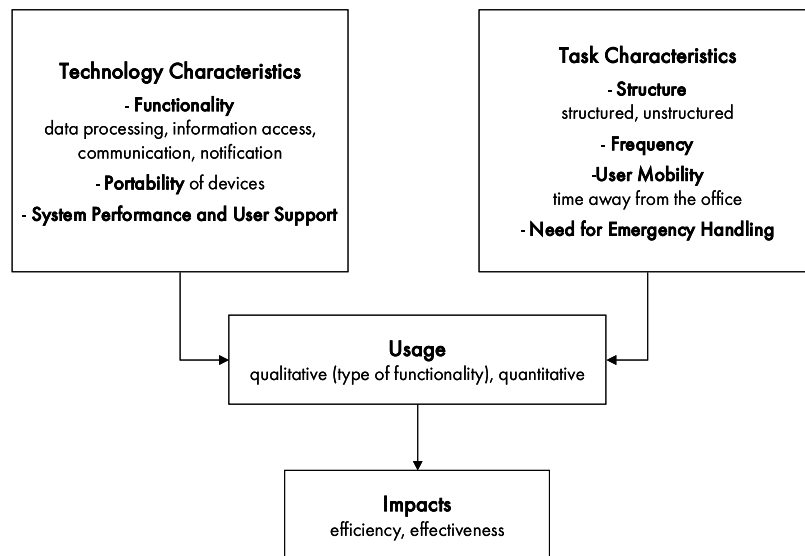 Technology Characteristics
- Functionality
data processing, information access,
communication, notification
- Portability of devices
- System Performance and User Support
Task Characteristics
- Structure
structured, unstructured
- Frequency
-User Mobility
time away from the office
- Need for Emergency Handling
Usage
qualitative (type of functionality), quantitative
Impacts
efficiency, effectiveness